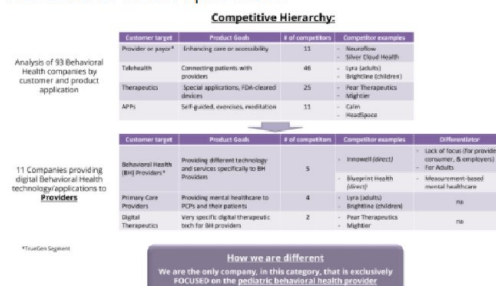 Competitive Hierarchy:
Analysis of 93 Behavioral
Health companies by
customer and product
application
Customer target Product Goals # of competitors Competitor examples
Provider or payor* Enhancing care or accessibility 11 - Neuroflow
- Silver Cloud Health
Telehealth Connecting patients with
providers 46 - Lyra (adults)
- Brightline (children)
Therapeutics Special applications, FDA-cleared
devices 25 - Pear Therapeutics
- Mightier
APPs Self-guided, exercises, meditation 11 - Calm
- HeadSpace
11 Companies providing
digital Behavioral Health
technology/applications to
Providers
Customer target Product Goals # of competitors Competitor examples Differentiator
Behavioral Health
(BH) Providers* Providing different technology
and services specifically to BH
Providers 5 - Innowell (direct)
- Blueprint Health
(direct) - Lack of focus (for provider,
consumer, & employers)
- For Adults
- Measurement-based
mental healthcare
Primary Care
Providers Providing mental healthcare to
PCPs and their patients 4 - Lyra (adults)
- Brightline (children) na
Digital
Therapeutics Very specific digital therapeutic
tech for BH providers 2 - Pear Therapeutics
- Mightier na
*TrueGen Segment
How we are different
We are the only company, in this category, that is exclusively
FOCUSED on the pediatric behavioral health provider